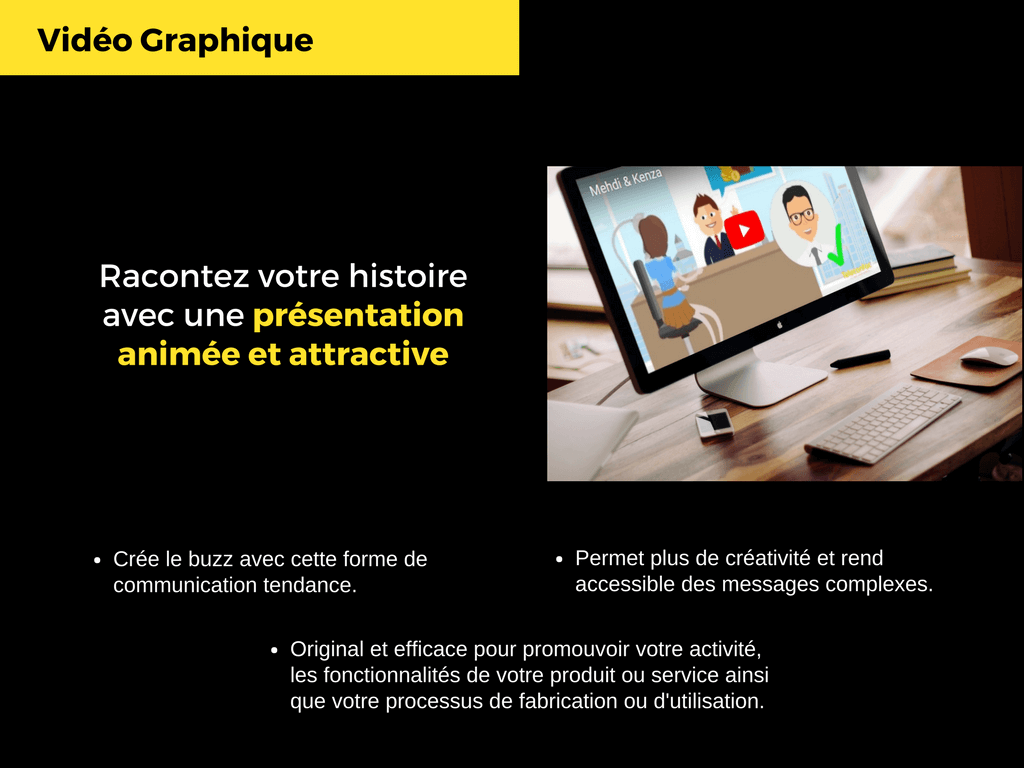 Vidéo Graphique
Mehdi & Kenza
Racontez votre histoire
avec une présentation
animée et attractive
Crée le buzz avec cette forme de
communication tendance.
Permet plus de créativité et rend
accessible des messages complexes.
Original et efficace pour promouvoir votre activité,
les fonctionnalités de votre produit ou service ainsi
que votre processus de fabrication ou d'utilisation.